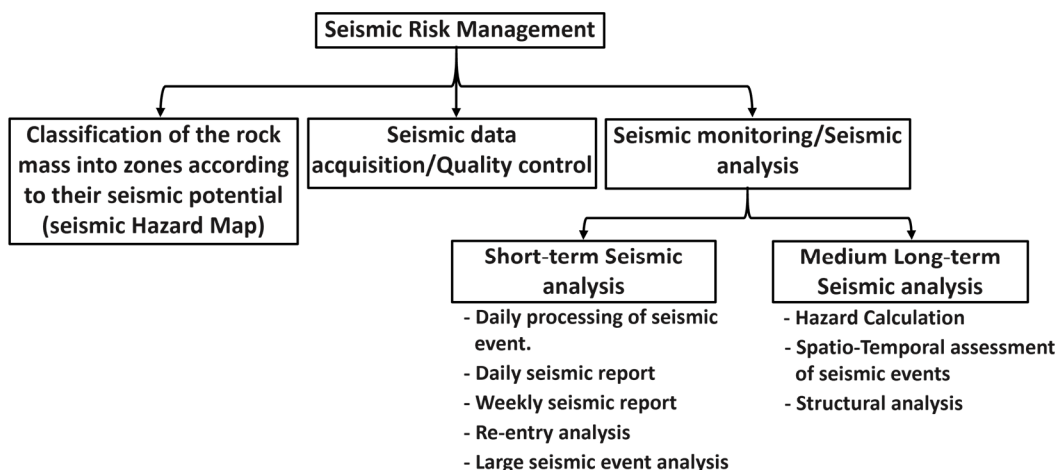 Seismic Risk Management
Classification of the rock
mass into zones according
to their seismic potential
(seismic Hazard Map)
Seismic data
acquisition/Quality control
Seismic monitoring/Seismic
analysis
Short-term Seismic
analysis
- Daily processing of seismic
event.
- Daily seismic report
- Weekly seismic report
- Re-entry analysis
- Large seismic event analysis
Medium Long-term
Seismic analysis
- Hazard Calculation
- Spatio-Temporal assessment
of seismic events
- Structural analysis